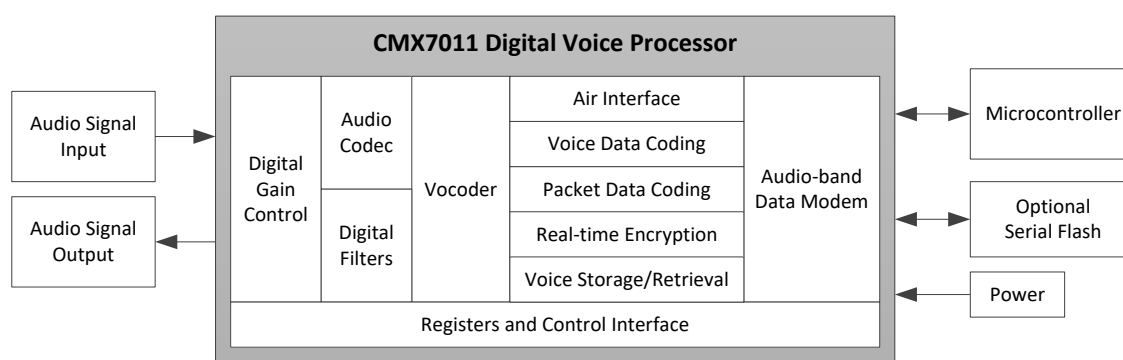 CMX7011 Digital Voice Processor
Audio Signal
Input
Audio Signal
Output
Digital
Gain
Control
Audio
Codec
Digital
Filters
Vocoder
Air Interface
Voice Data Coding
Packet Data Coding
Real-time Encryption
Voice Storage/Retrieval
Audio-band
Data Modem
Registers and Control Interface
Microcontroller
Optional
Serial Flash
Power